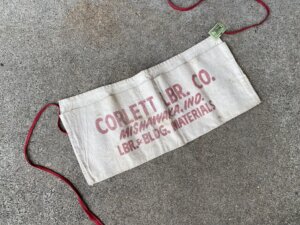 CORLETT LBR. CO.
MISHAWAKA, IND.
LBR. & BLDG. MATERIALS